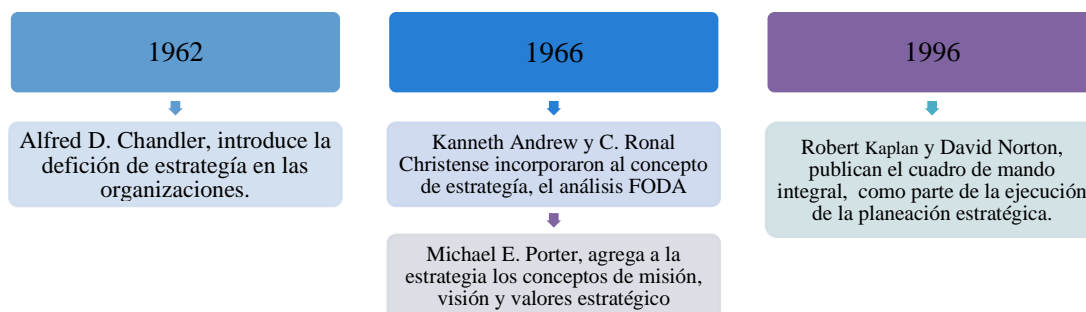 1962
Alfred D. Chandler, introduce la
defición de estrategía en las
organizaciones.
1966
Kanneth Andrew y C. Ronal
Christense incorporaron al concepto
de estrategía, el análisis FODA
Michael E. Porter, agrega a la
estrategia los conceptos de misión,
visión y valores estratégico
1996
Robert Kaplan y David Norton,
publican el cuadro de mando
integral, como parte de la ejecución
de la planeación estratégica.